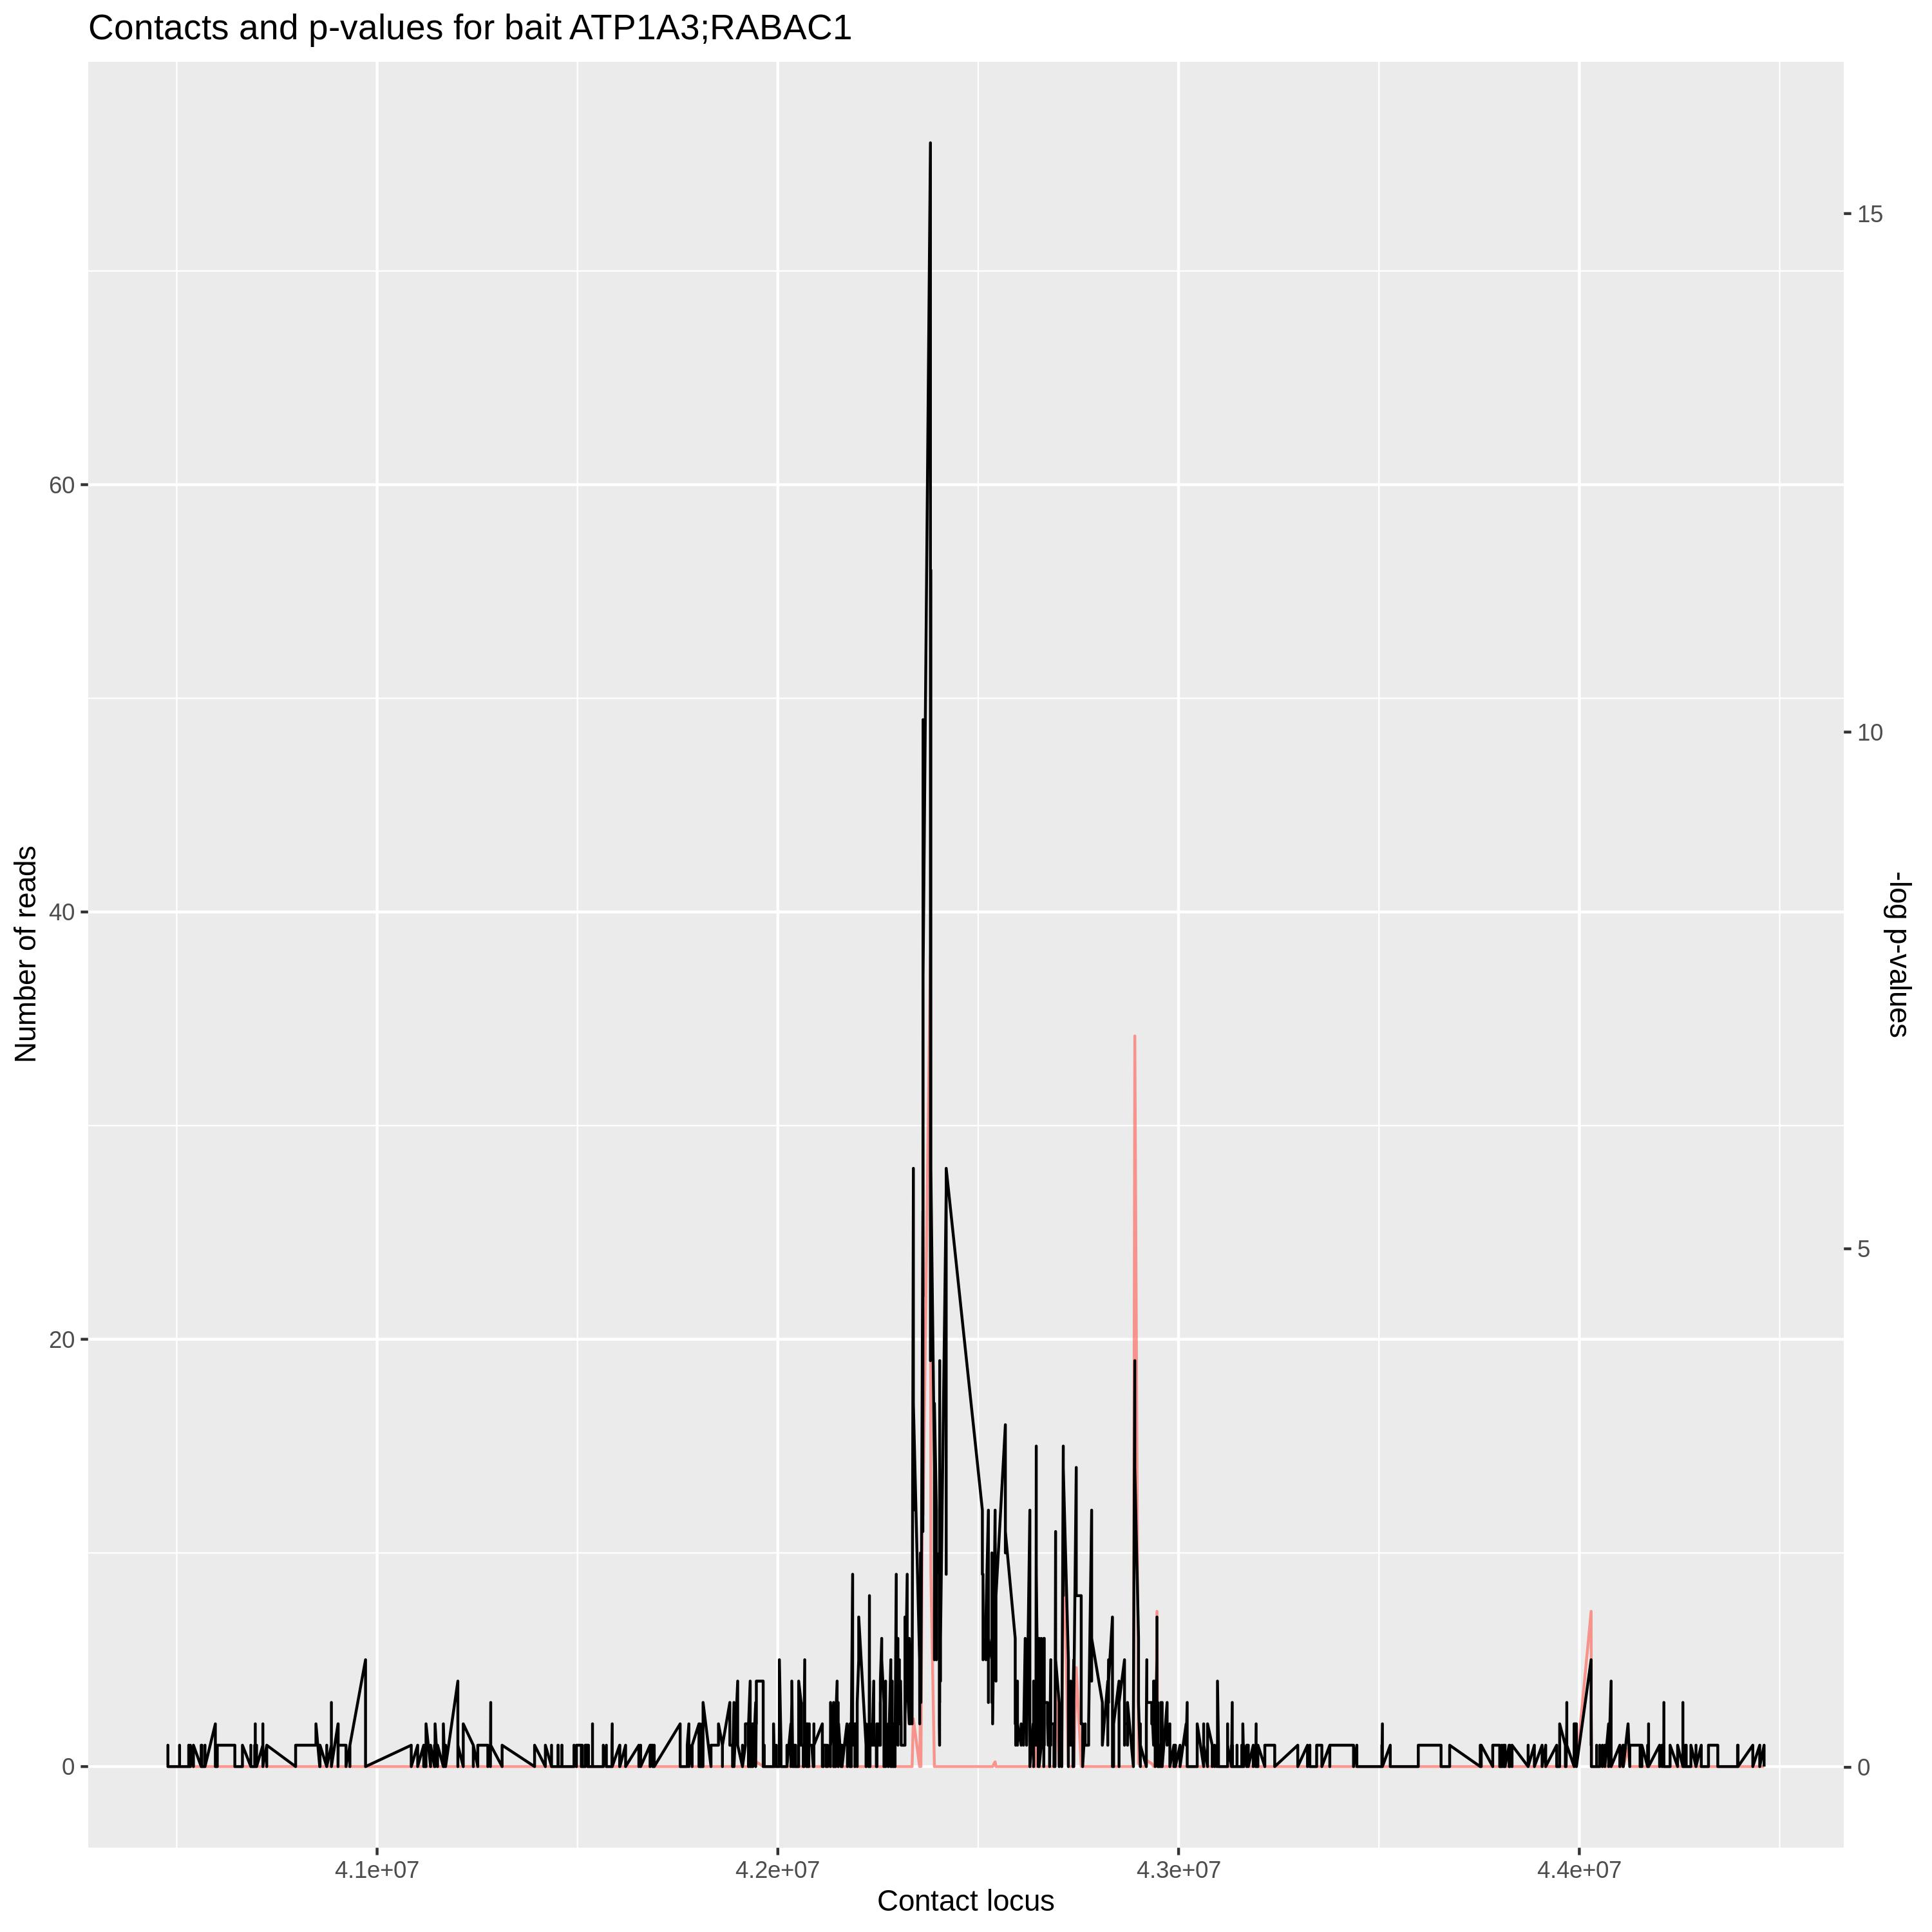 Contacts and p-values for bait ATP1A3;RABAC1
Number of reads
60
40
20
0
15
10
5
0
-log p-values
4.1e+07 4.2e+07 4.3e+07 4.4e+07
Contact locus